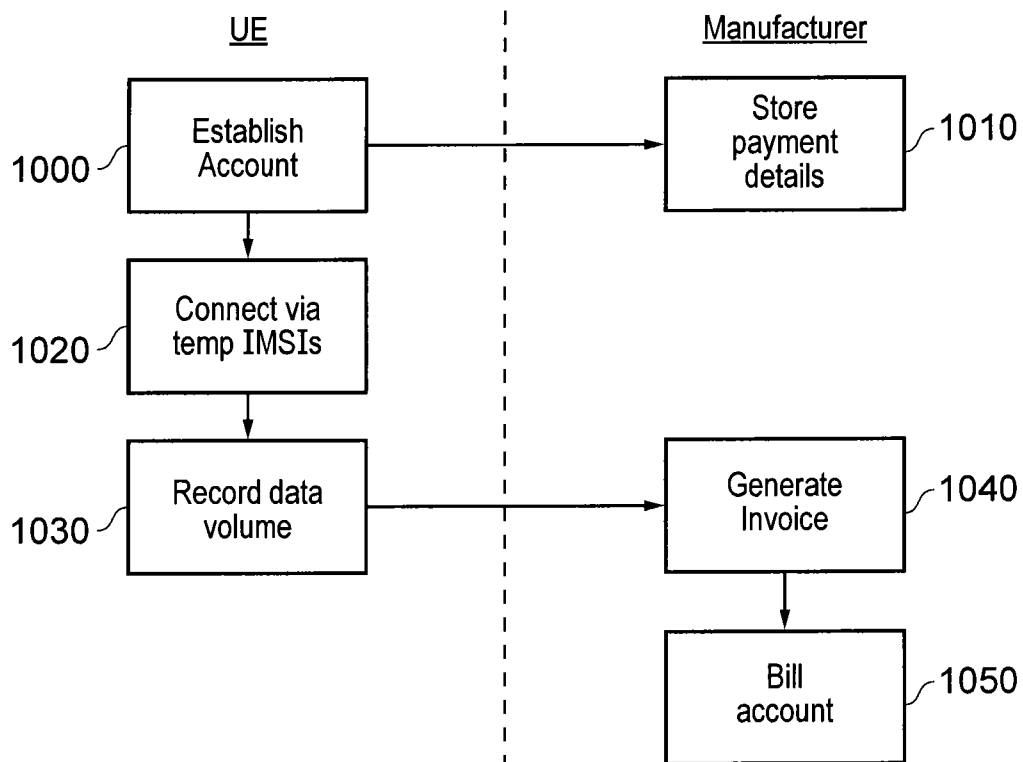 UE
Manufacturer
Establish
Account
1000
Store
payment
details
1010
Connect via
temp IMSIs
1020
Record data
volume
1030
Generate
Invoice
1040
Bill
account
1050